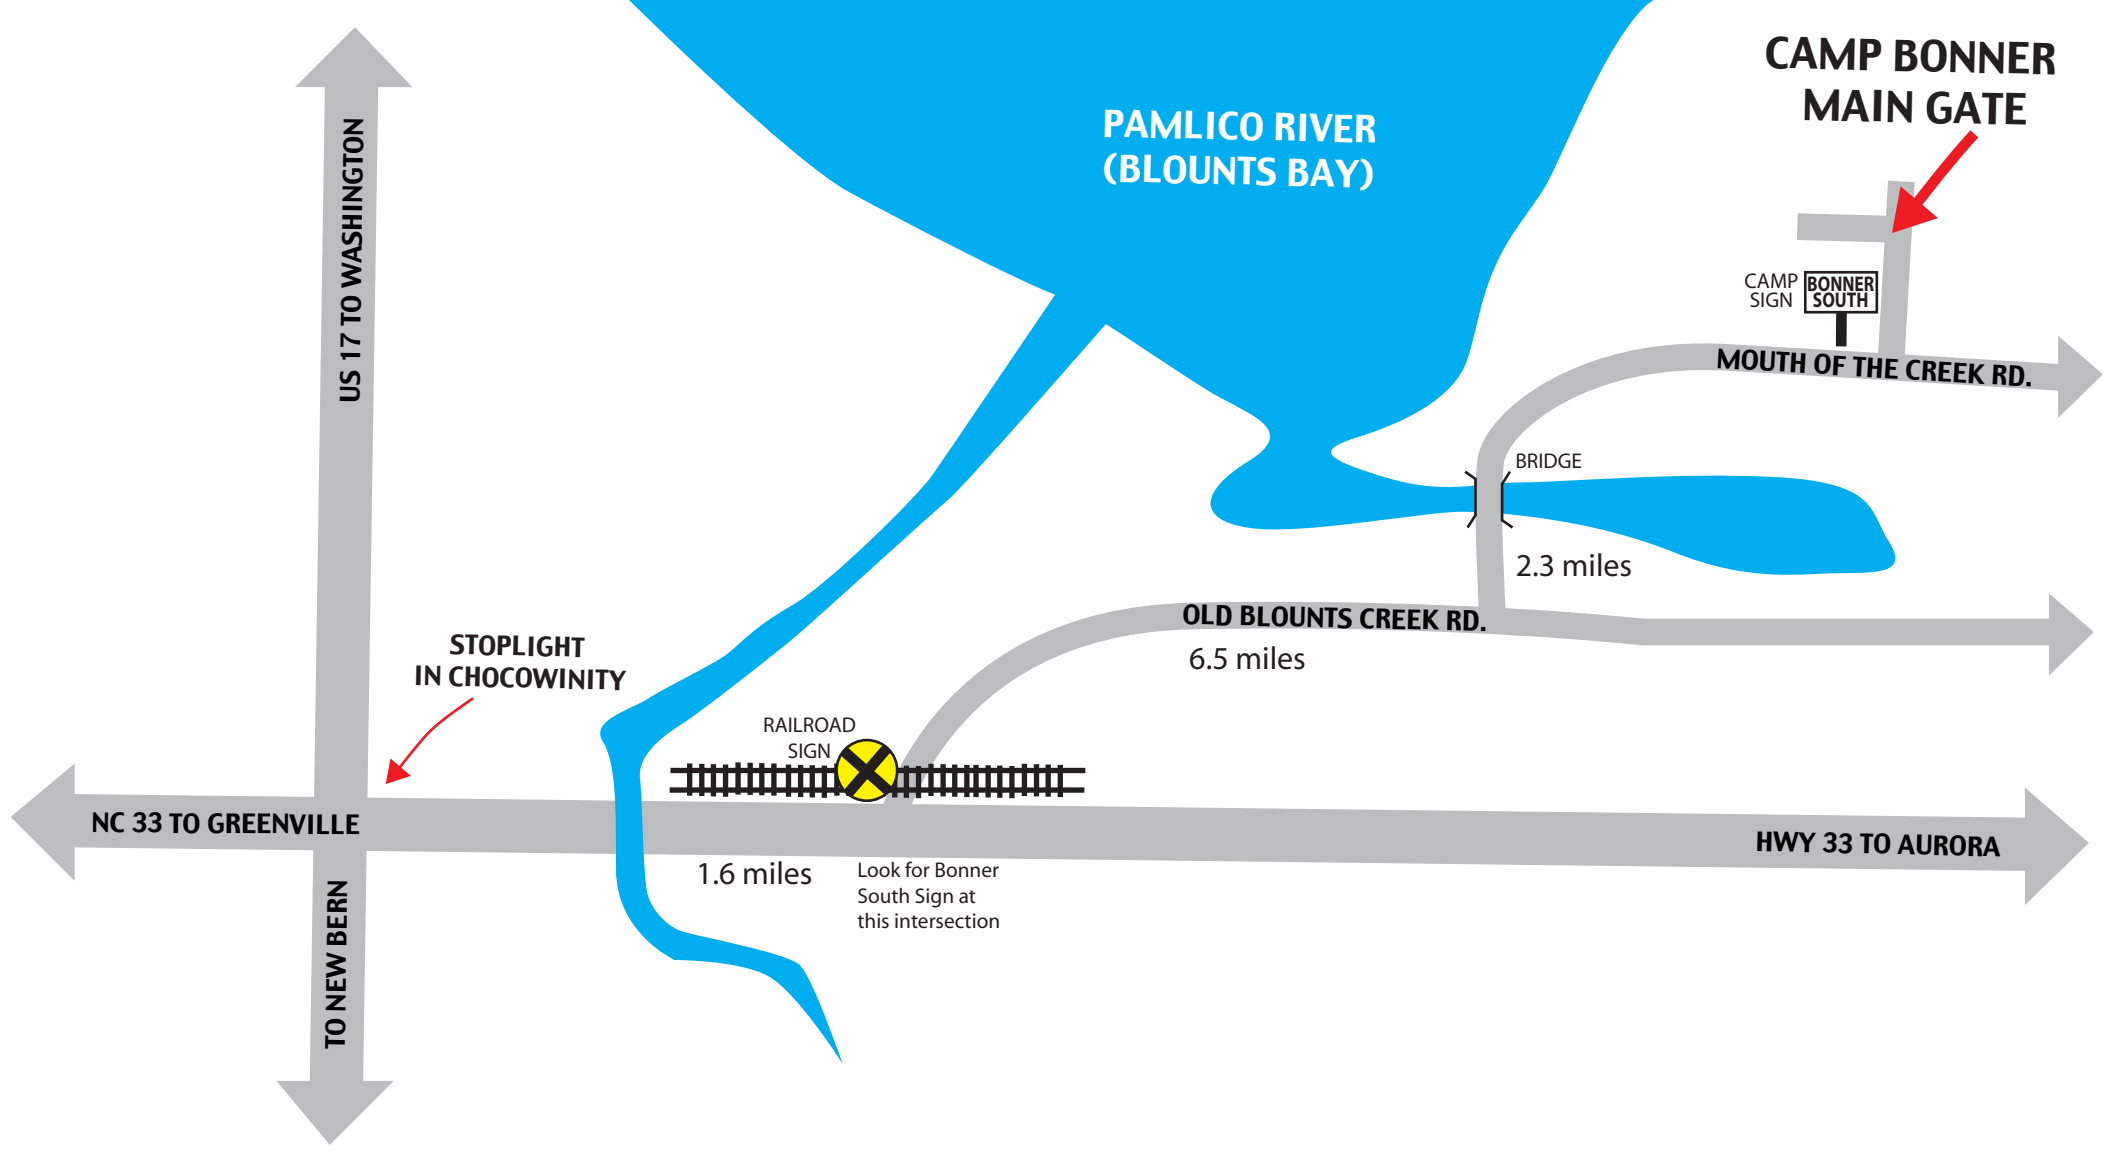 CAMP BONNER
MAIN GATE
PAMLICO RIVER
(BLOUNTS BAY)
US 17 TO WASHINGTON
CAMP
SIGN
BONNER
SOUTH
MOUTH OF THE CREEK RD.
BRIDGE
2.3 miles
OLD BLOUNTS CREEK RD.
6.5 miles
STOPLIGHT
IN CHOCOWINITY
RAILROAD
SIGN
NC 33 TO GREENVILLE
HWY 33 TO AURORA
1.6 miles
Look for Bonner
South Sign at
this intersection
TO NEW BERN